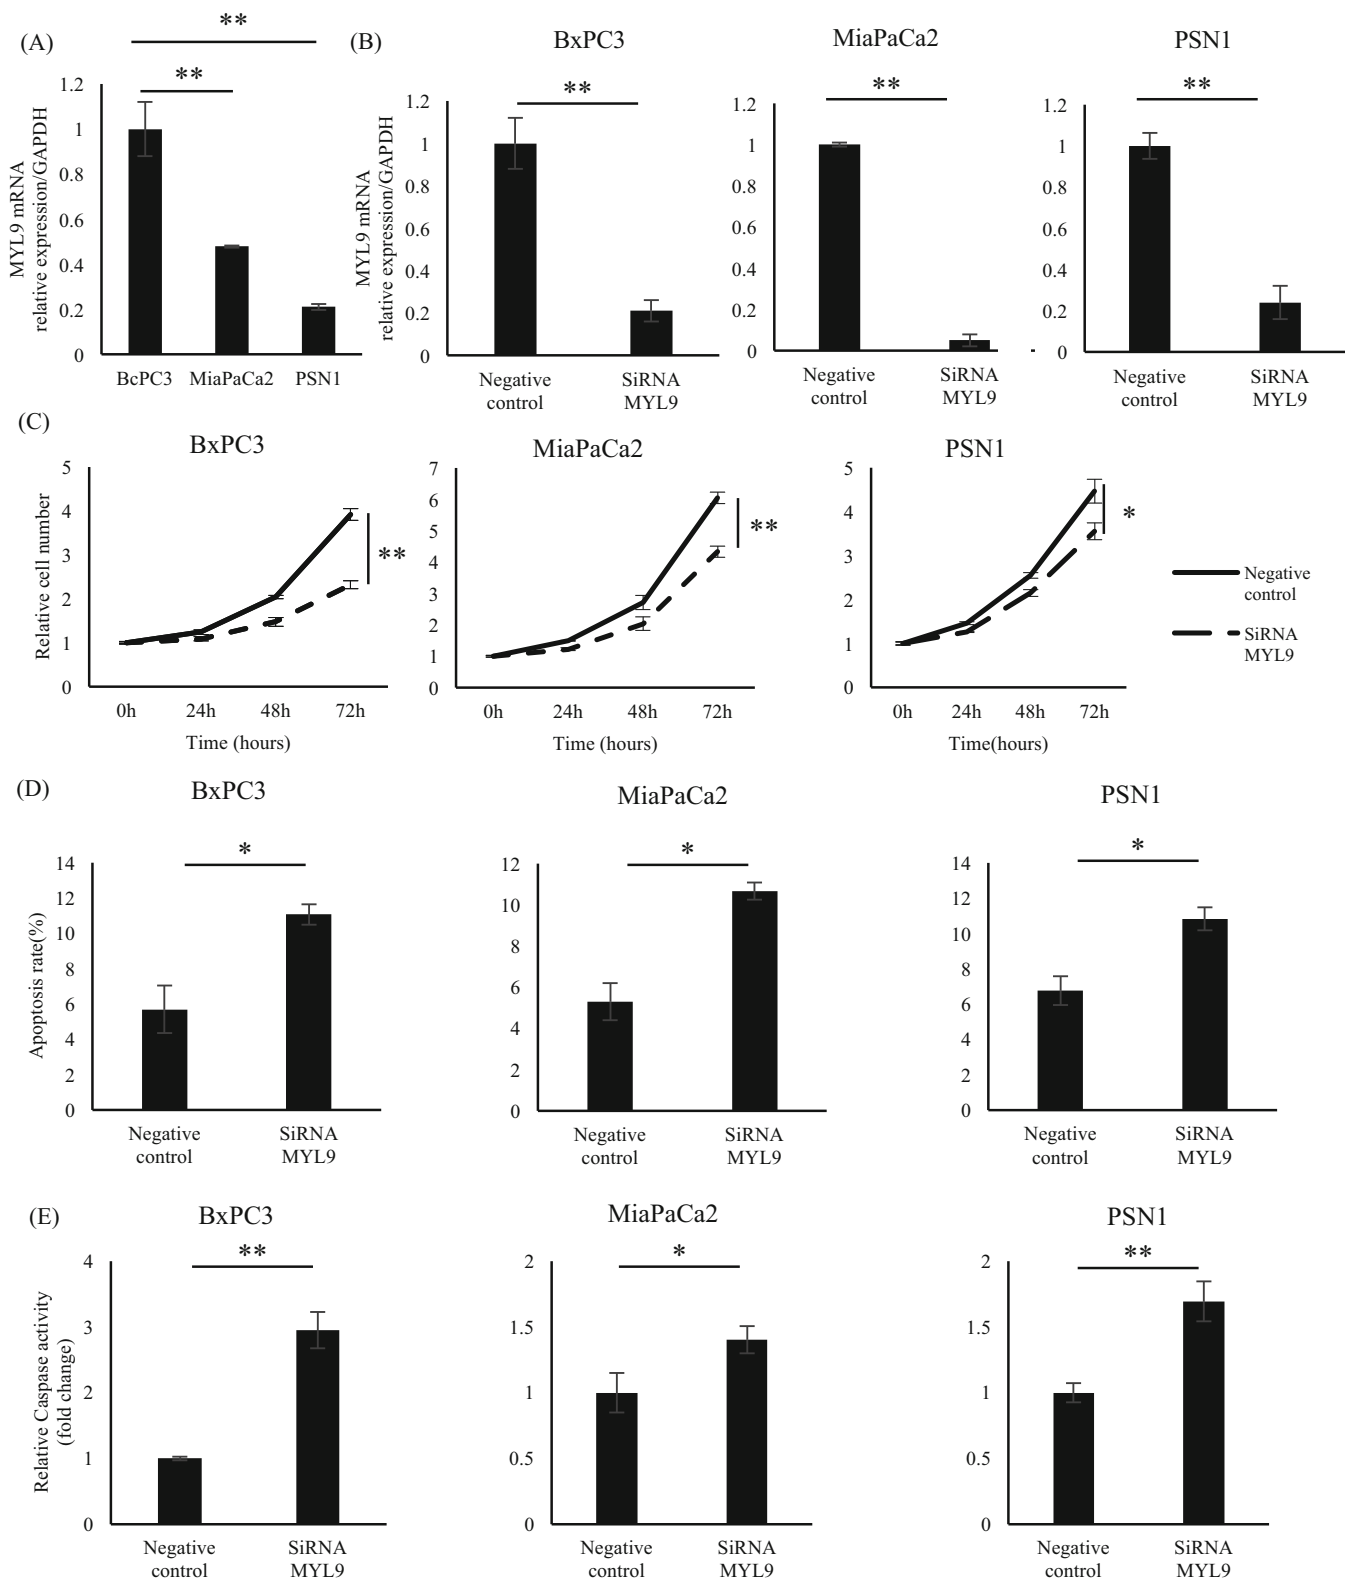 (A)
**
**
MYL9 mRNA
relative expression/GAPDH
1.2
1
0.8
0.6
0.4
0.2
0
BcPC3 MiaPaCa2 PSN1
(B)
BxPC3
**
MYL9 mRNA
relative expression/GAPDH
1.2
1
0.8
0.6
0.4
0.2
0
Negative
control
SiRNA
MYL9
MiaPaCa2
**
1.2
1
0.8
0.6
0.4
0.2
0
Negative
control
SiRNA
MYL9
PSN1
**
1.2
1
0.8
0.6
0.4
0.2
0
Negative
control
SiRNA
MYL9
(C)
BxPC3
Relative cell number
5
4
3
2
1
0
**
0h 24h 48h 72h
Time (hours)
MiaPaCa2
7
6
5
4
3
2
1
0
**
0h 24h 48h 72h
Time (hours)
PSN1
5
4
3
2
1
0
*
0h 24h 48h 72h
Time(hours)
Negative
control
SiRNA
MYL9
(D)
BxPC3
*
Apoptosis rate(%)
14
12
10
8
6
4
2
0
Negative
control
SiRNA
MYL9
MiaPaCa2
*
12
10
8
6
4
2
0
Negative
control
SiRNA
MYL9
PSN1
*
14
12
10
8
6
4
2
0
Negative
control
SiRNA
MYL9
(E)
BxPC3
**
Relative Caspase activity
(fold change)
4
3
2
1
0
Negative
control
SiRNA
MYL9
MiaPaCa2
*
2
1.5
1
0.5
0
Negative
control
SiRNA
MYL9
PSN1
**
2
1.5
1
0.5
0
Negative
control
SiRNA
MYL9